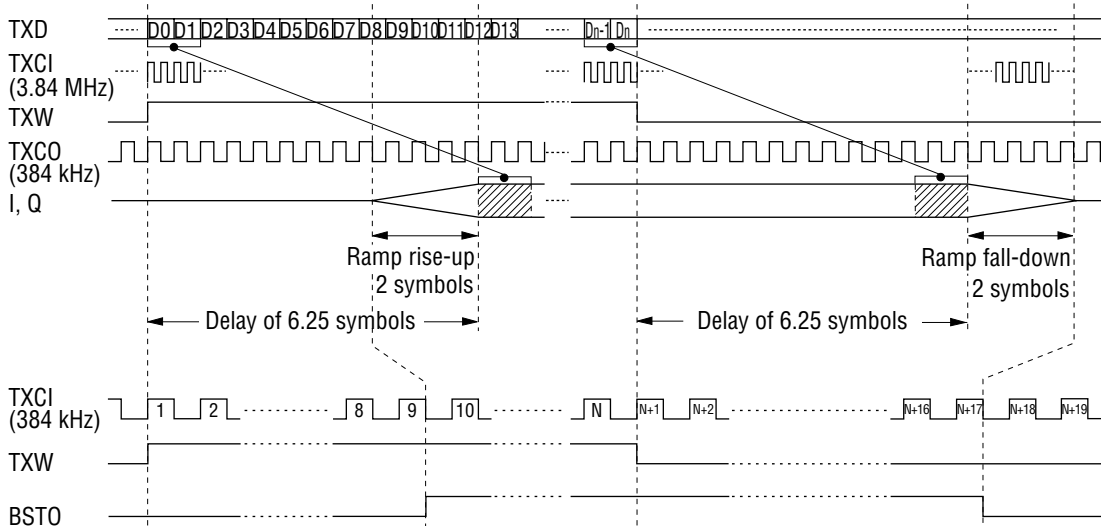 TXD D0 D1 D2 D3 D4 D5 D6 D7 D8 D9 D10 D11 D12 D13 Dn-1 Dn
TXCI
(3.84 MHz)
TXW
TXCO
(384 kHz)
I, Q
Ramp rise-up
2 symbols
Ramp fall-down
2 symbols
Delay of 6.25 symbols
Delay of 6.25 symbols
TXCI
(384 kHz)
1 2 8 9 10 N N+1 N+2 N+16 N+17 N+18 N+19
TXW
BSTO